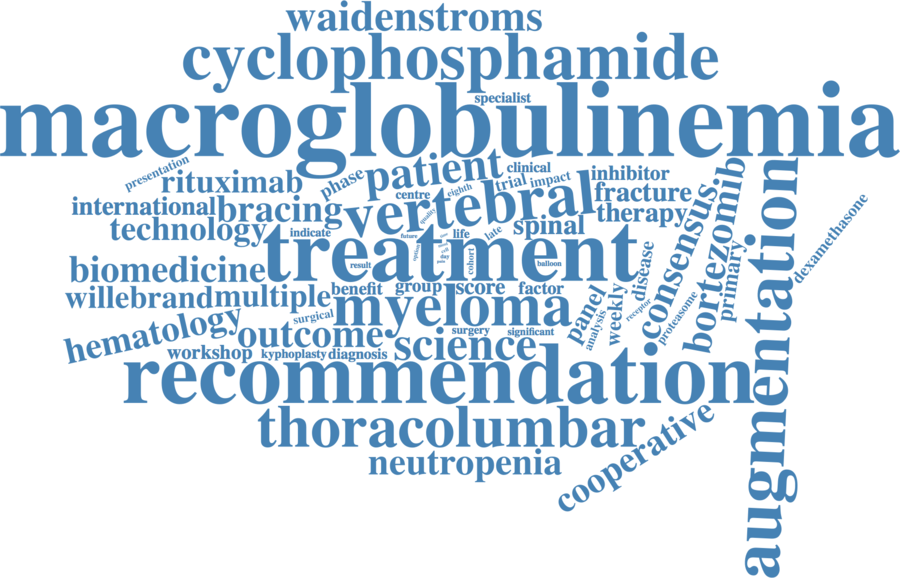 waidenstroms
cyclophosphamide
specialist
macroglobulinemia
presentation
rituximab
phase
patient
clinical
centre
eighth
trial
impact
inhibitor
international
bracing
quality
vertebral
fracture
technology
indicate
future
life
late
spinal
therapy
treatment
result
day
cohort
balloon
biomedicine
willebrand
multiple
benefit
group
score
factor
disease
consensus
bortezomib
primary
dexamethasone
augmentation
hematology
surgical
myeloma
panel
analysis
weekly
receptor
proteasome
outcome
surgery
significant
workshop
kyphoplasty
diagnosis
science
recommendation
thoracolumbar
cooperative
neutropenia